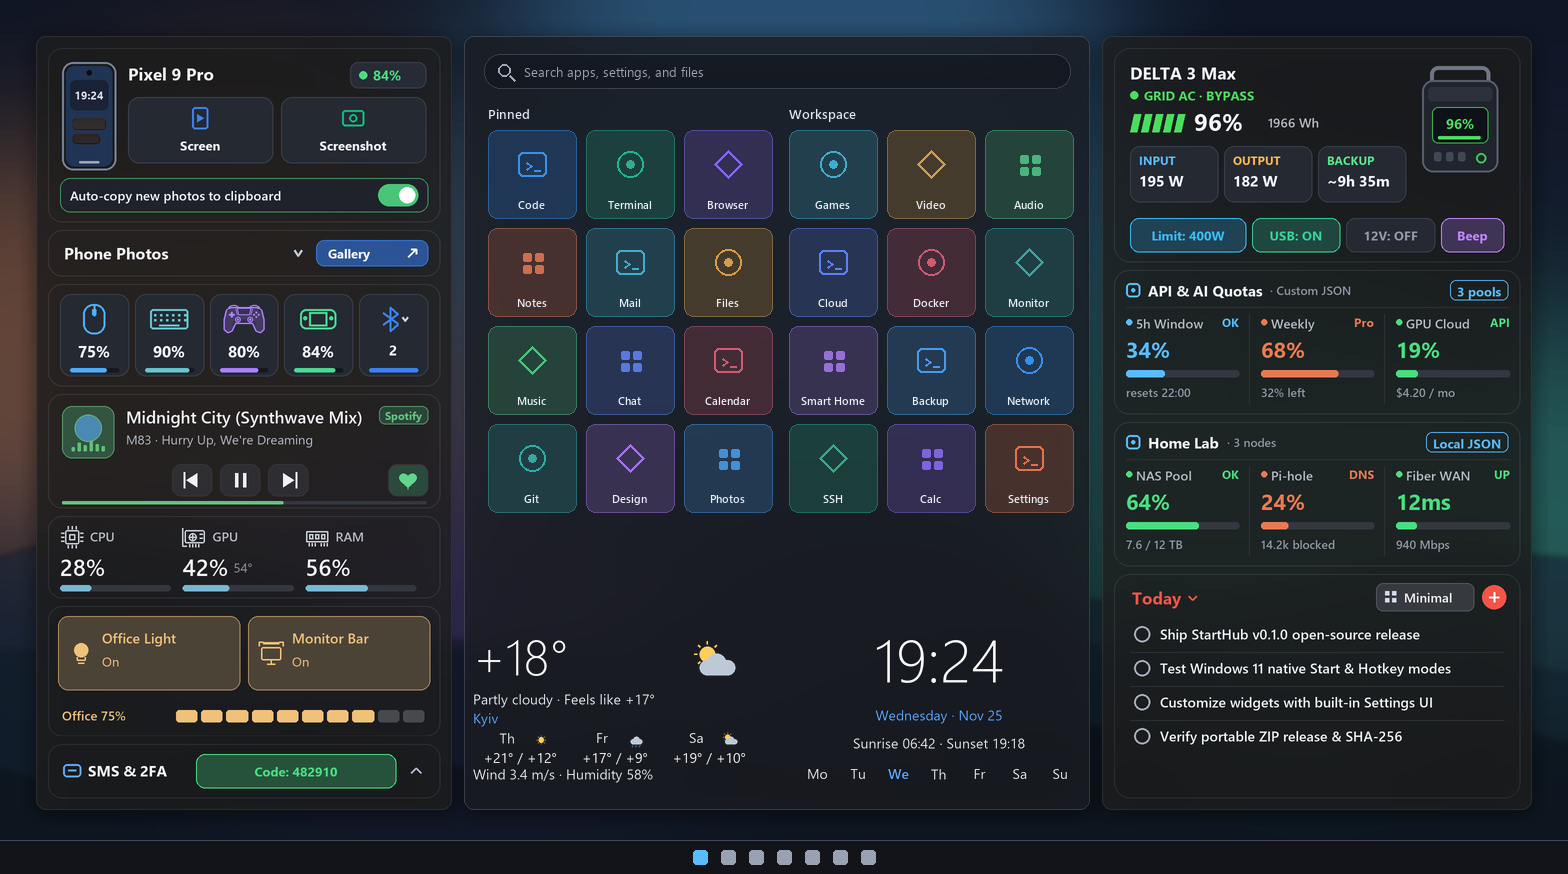 19:24
Pixel 9 Pro
84%
Screen
Screenshot
Auto-copy new photos to clipboard
Phone Photos
Gallery
75%
90%
80%
84%
2
Midnight City (Synthwave Mix)
Spotify
M83 · Hurry Up, We're Dreaming
CPU
GPU
RAM
28%
42% 54°
56%
Office Light
On
Monitor Bar
On
Office 75%
SMS & 2FA
Code: 482910
Search apps, settings, and files
Pinned
Workspace
Code
Terminal
Browser
Games
Video
Audio
Notes
Mail
Files
Cloud
Docker
Monitor
Music
Chat
Calendar
Smart Home
Backup
Network
Git
Design
Photos
SSH
Calc
Settings
+18°
Partly cloudy · Feels like +17°
Kyiv
Th
Fr
Sa
+21° / +12°
+17° / +9°
+19° / +10°
Wind 3.4 m/s · Humidity 58%
19:24
Wednesday · Nov 25
Sunrise 06:42 · Sunset 19:18
Mo Tu We Th Fr Sa Su
DELTA 3 Max
GRID AC · BYPASS
96%
1966 Wh
96%
INPUT
195 W
OUTPUT
182 W
BACKUP
~9h 35m
Limit: 400W
USB: ON
12V: OFF
Beep
API & AI Quotas · Custom JSON
3 pools
5h Window OK
34%
resets 22:00
Weekly Pro
68%
32% left
GPU Cloud API
19%
$4.20 / mo
Home Lab · 3 nodes
Local JSON
NAS Pool OK
64%
7.6 / 12 TB
Pi-hole DNS
24%
14.2k blocked
Fiber WAN UP
12ms
940 Mbps
Today
Minimal
Ship StartHub v0.1.0 open-source release
Test Windows 11 native Start & Hotkey modes
Customize widgets with built-in Settings UI
Verify portable ZIP release & SHA-256